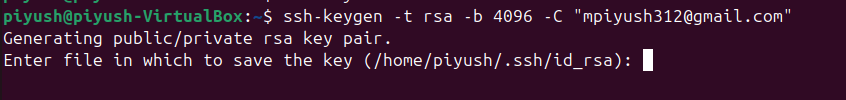 piyush@piyush-VirtualBox:~$ ssh-keygen -t rsa -b 4096 -C "mpiyush312@gmail.com"
Generating public/private rsa key pair.
Enter file in which to save the key (/home/piyush/.ssh/id_rsa):